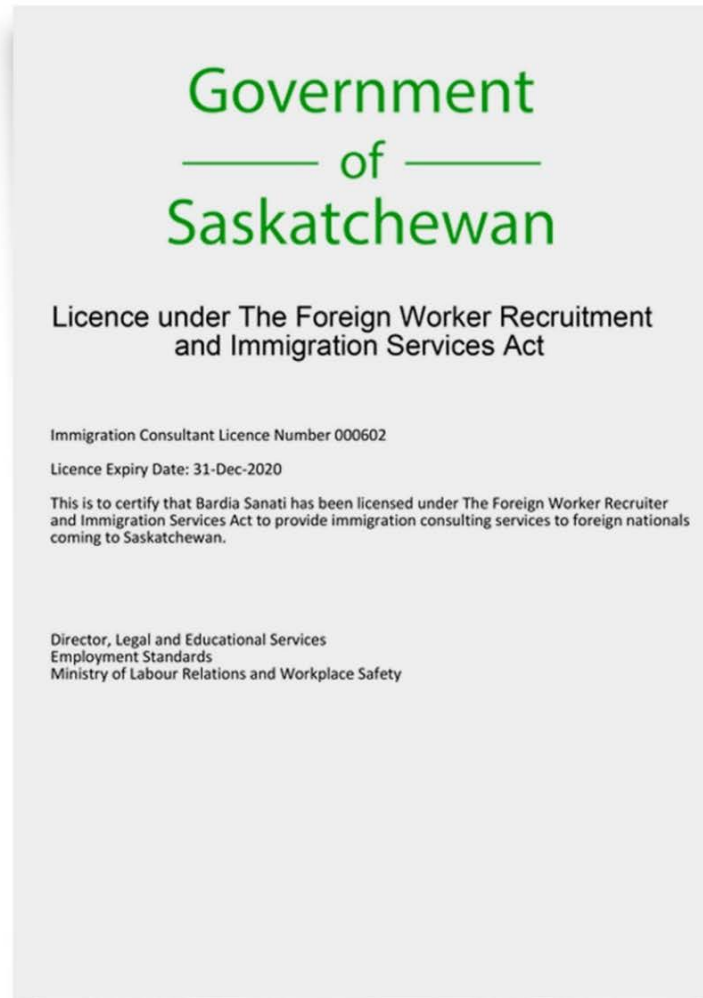 Government
of
Saskatchewan
Licence under The Foreign Worker Recruitment
and Immigration Services Act
Immigration Consultant Licence Number 000602
Licence Expiry Date: 31-Dec-2020
This is to certify that Bardia Sanati has been licensed under The Foreign Worker Recruiter
and Immigration Services Act to provide immigration consulting services to foreign nationals
coming to Saskatchewan.
Director, Legal and Educational Services
Employment Standards
Ministry of Labour Relations and Workplace Safety